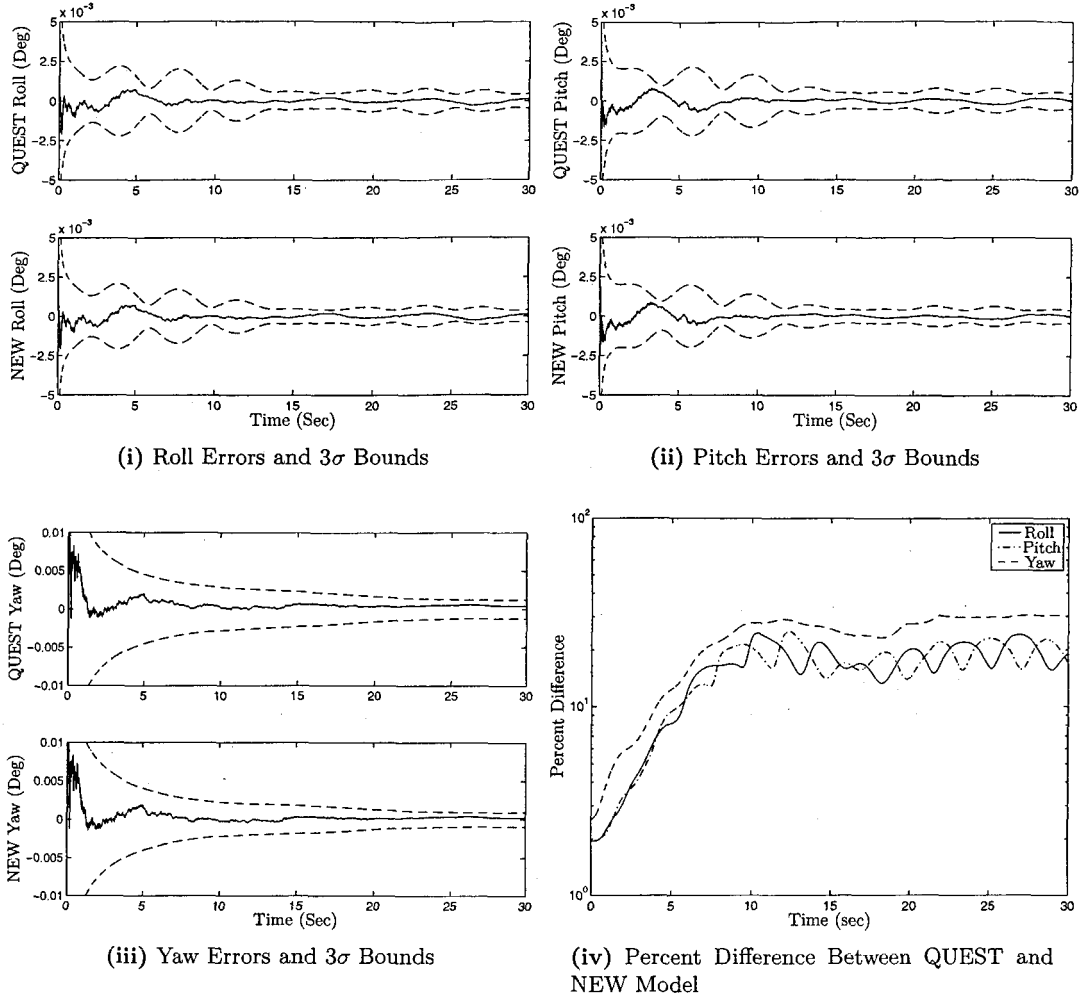 x 10⁻³
5
2.5
0
-2.5
-5
QUEST Roll (Deg)
0 5 10 15 20 25 30
x 10⁻³
5
2.5
0
-2.5
-5
NEW Roll (Deg)
0 5 10 15 20 25 30
Time (Sec)
(i) Roll Errors and 3σ Bounds
x 10⁻³
5
2.5
0
-2.5
-5
QUEST Pitch (Deg)
0 5 10 15 20 25 30
x 10⁻³
5
2.5
0
-2.5
-5
NEW Pitch (Deg)
0 5 10 15 20 25 30
Time (Sec)
(ii) Pitch Errors and 3σ Bounds
0.01
0.005
0
-0.005
-0.01
QUEST Yaw (Deg)
0 5 10 15 20 25 30
0.01
0.005
0
-0.005
-0.01
NEW Yaw (Deg)
0 5 10 15 20 25 30
Time (Sec)
(iii) Yaw Errors and 3σ Bounds
10²
10¹
10⁰
Percent Difference
Roll
Pitch
Yaw
0 5 10 15 20 25 30
Time (sec)
(iv) Percent Difference Between QUEST and
NEW Model